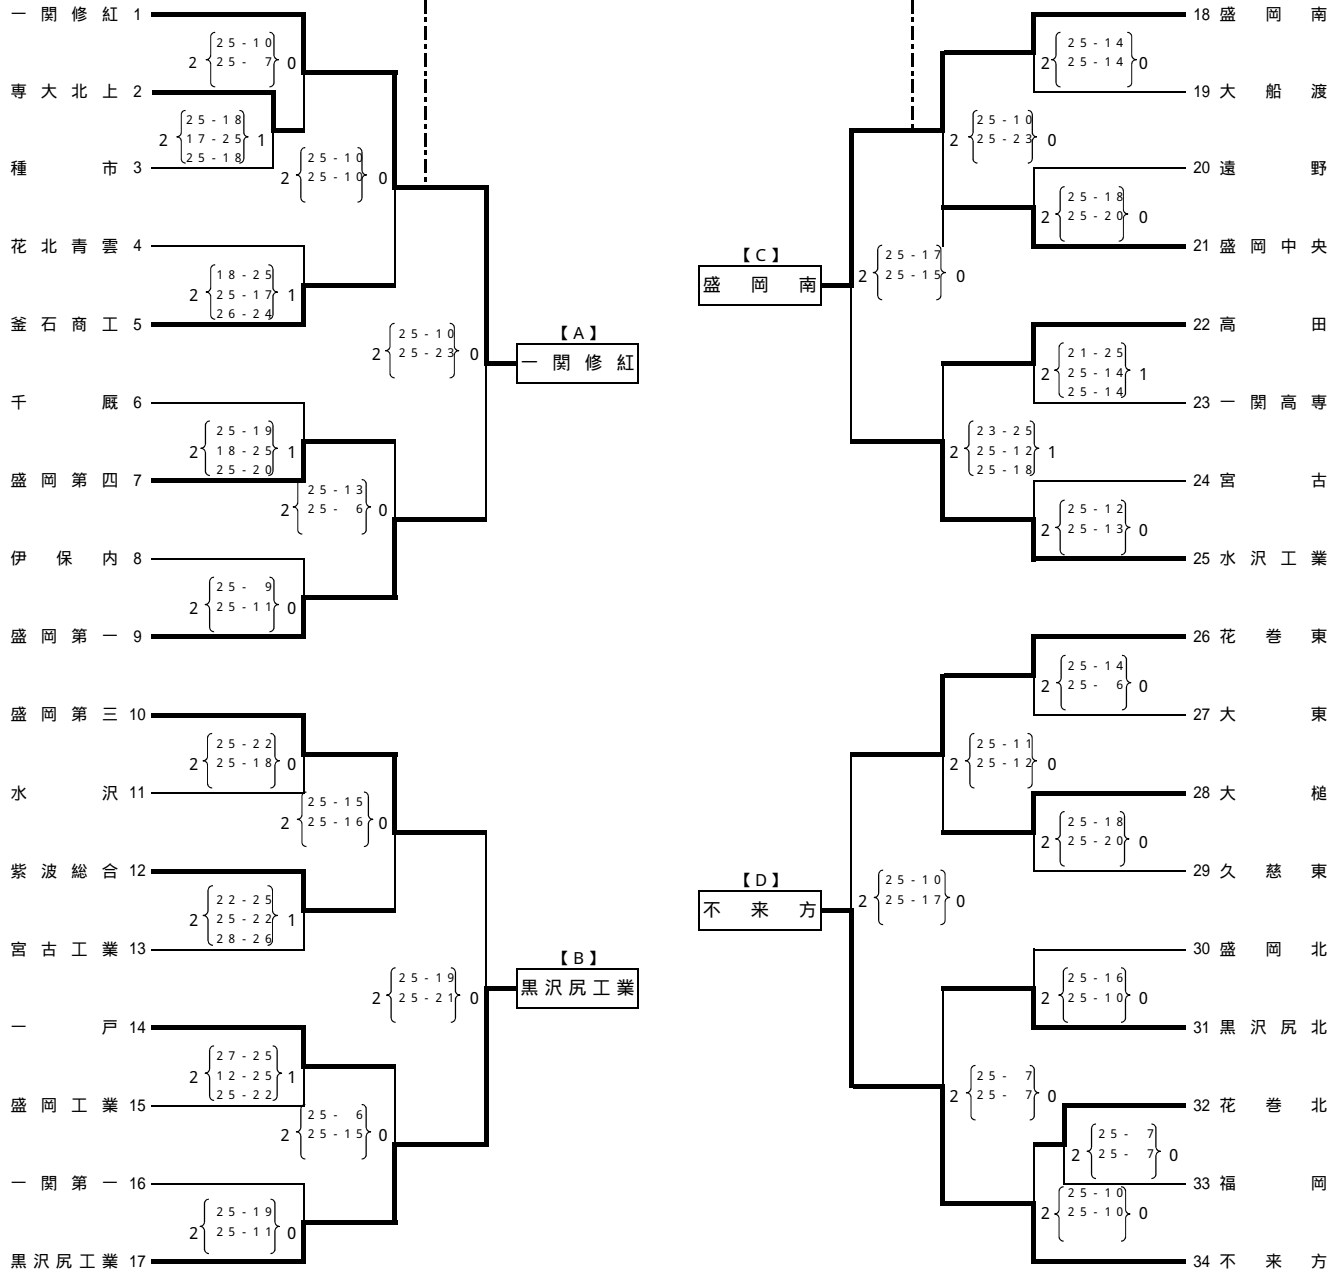 一関修紅 1
2 25-10 0
25- 7
専大北上 2
2 25-18 1
17-25
25-18
種市 3
2 25-10 0
25-10
花北青雲 4
2 18-25 1
25-17
26-24
釜石商工 5
2 25-10 0
25-23
【A】
一関修紅
千厩 6
2 25-19 1
18-25
25-20
盛岡第四 7
2 25-13 0
25- 6
伊保内 8
2 25- 9 0
25-11
盛岡第一 9
盛岡第三 10
2 25-22 0
25-18
水沢 11
2 25-15 0
25-16
紫波総合 12
2 22-25 1
25-22
28-26
宮古工業 13
2 25-19 0
25-21
【B】
黒沢尻工業
一戸 14
2 27-25 1
12-25
25-22
盛岡工業 15
2 25- 6 0
25-15
一関第一 16
2 25-19 0
25-11
黒沢尻工業 17
18 盛岡南
2 25-14 0
25-14
19 大船渡
2 25-10 0
25-23
20 遠野
2 25-18 0
25-20
21 盛岡中央
【C】
盛岡南
2 25-17 0
25-15
22 高田
2 21-25 1
25-14
25-14
23 一関高専
2 23-25 1
25-12
25-18
24 宮古
2 25-12 0
25-13
25 水沢工業
26 花巻東
2 25-14 0
25- 6
27 大東
2 25-11 0
25-12
28 大槌
2 25-18 0
25-20
29 久慈東
【D】
不来方
2 25-10 0
25-17
30 盛岡北
2 25-16 0
25-10
31 黒沢尻北
2 25- 7 0
25- 7
32 花巻北
2 25- 7 0
25- 7
33 福岡
2 25-10 0
25-10
34 不来方